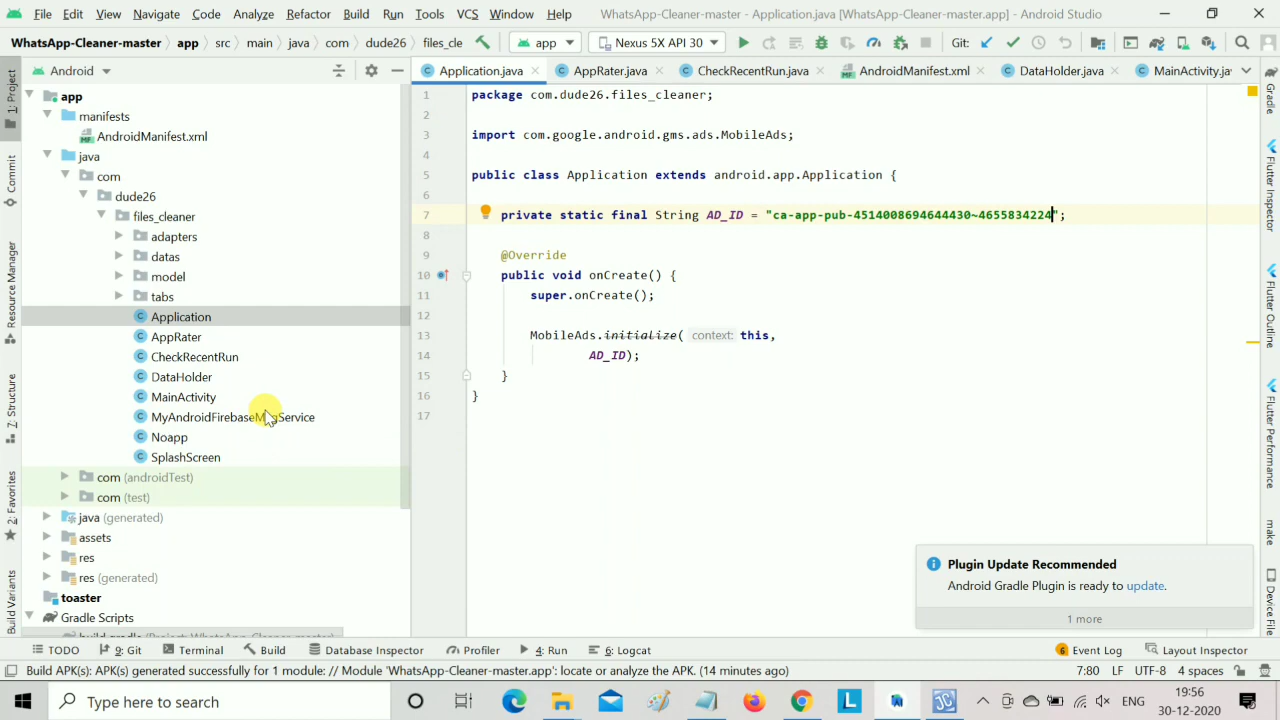 File Edit View Navigate Code Analyze Refactor Build Run Tools VCS Window Help WhatsApp-Cleaner-master - Application.java [WhatsApp-Cleaner-master.app] - Android Studio
WhatsApp-Cleaner-master app src main java com dude26 files_cle app Nexus 5X API 30 Git:
Android Application.java AppRater.java CheckRecentRun.java AndroidManifest.xml DataHolder.java MainActivity.ja
1: Project
Commit
Resource Manager
Z: Structure
2: Favorites
Build Variants
app
manifests
AndroidManifest.xml
java
com
dude26
files_cleaner
adapters
datas
model
tabs
Application
AppRater
CheckRecentRun
DataHolder
MainActivity
MyAndroidFirebaseMsgService
Noapp
SplashScreen
com (androidTest)
com (test)
java (generated)
assets
res
res (generated)
toaster
Gradle Scripts
build.gradle (Project: WhatsApp_Cleaner-master)
1 package com.dude26.files_cleaner;
2
3 import com.google.android.gms.ads.MobileAds;
4
5 public class Application extends android.app.Application {
6
7 private static final String AD_ID = "ca-app-pub-4514008694644430~4655834224";
8
9 @Override
10 public void onCreate() {
11 super.onCreate();
12
13 MobileAds.initialize( context: this,
14 AD_ID);
15 }
16 }
17
Gradle
Flutter Inspector
Flutter Outline
Flutter Performance
make
Device File
Plugin Update Recommended
Android Gradle Plugin is ready to update.
1 more
TODO 9: Git Terminal Build Database Inspector Profiler 4: Run 6: Logcat 6 Event Log Layout Inspector
Build APK(s): APK(s) generated successfully for 1 module: // Module 'WhatsApp-Cleaner-master.app': locate or analyze the APK. (14 minutes ago) 7:80 LF UTF-8 4 spaces
Type here to search L JC ENG 19:56
30-12-2020